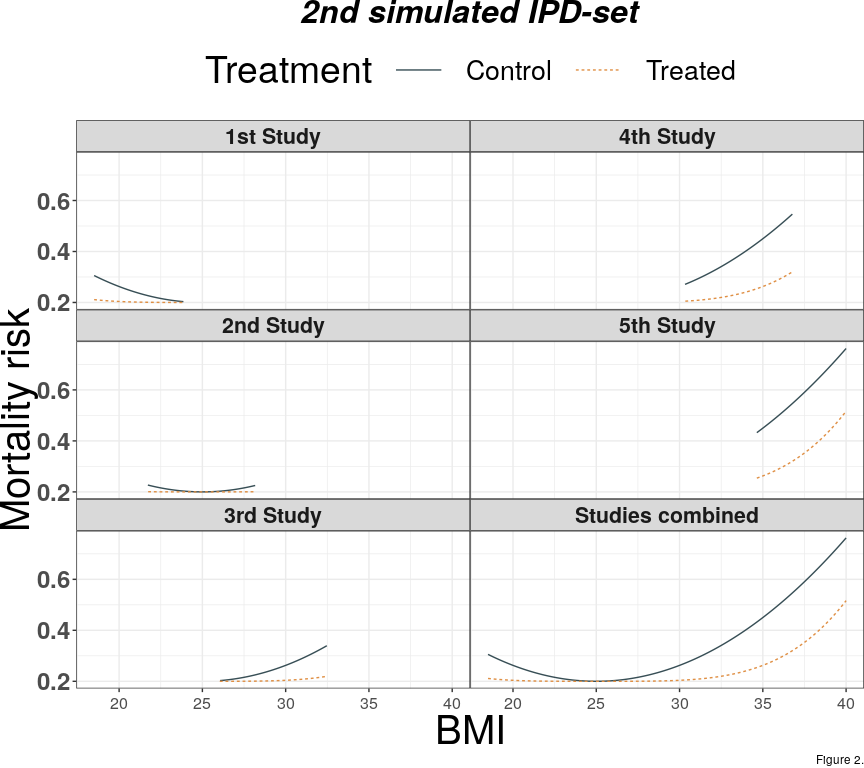 2nd simulated IPD-set
Treatment Control Treated
1st Study 4th Study
0.6
0.4
0.2
2nd Study 5th Study
0.6
0.4
0.2
3rd Study Studies combined
0.6
0.4
0.2
Mortality risk
20 25 30 35 40 20 25 30 35 40
BMI
Figure 2.